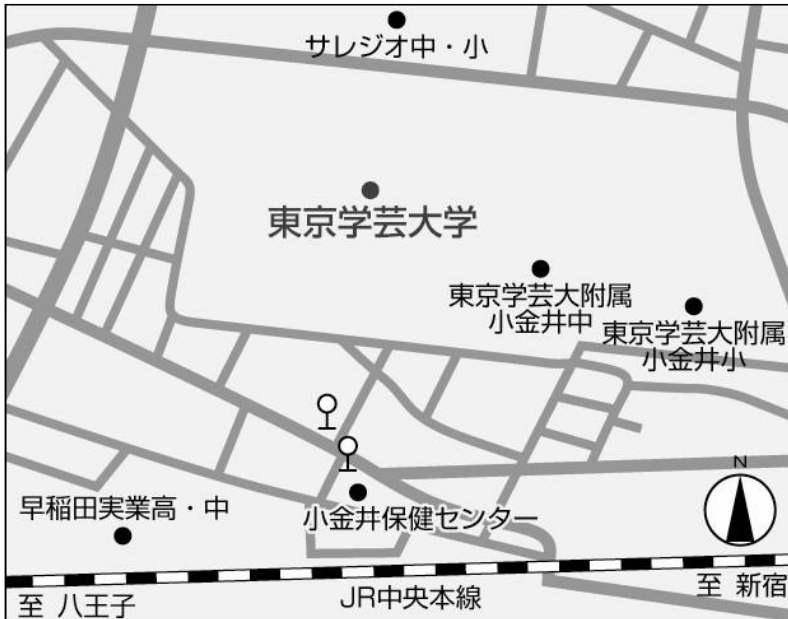 サレジオ中・小
東京学芸大学
東京学芸大附属
小金井中
東京学芸大附属
小金井小
N
早稲田実業高・中
小金井保健センター
至 八王子
JR中央本線
至 新宿